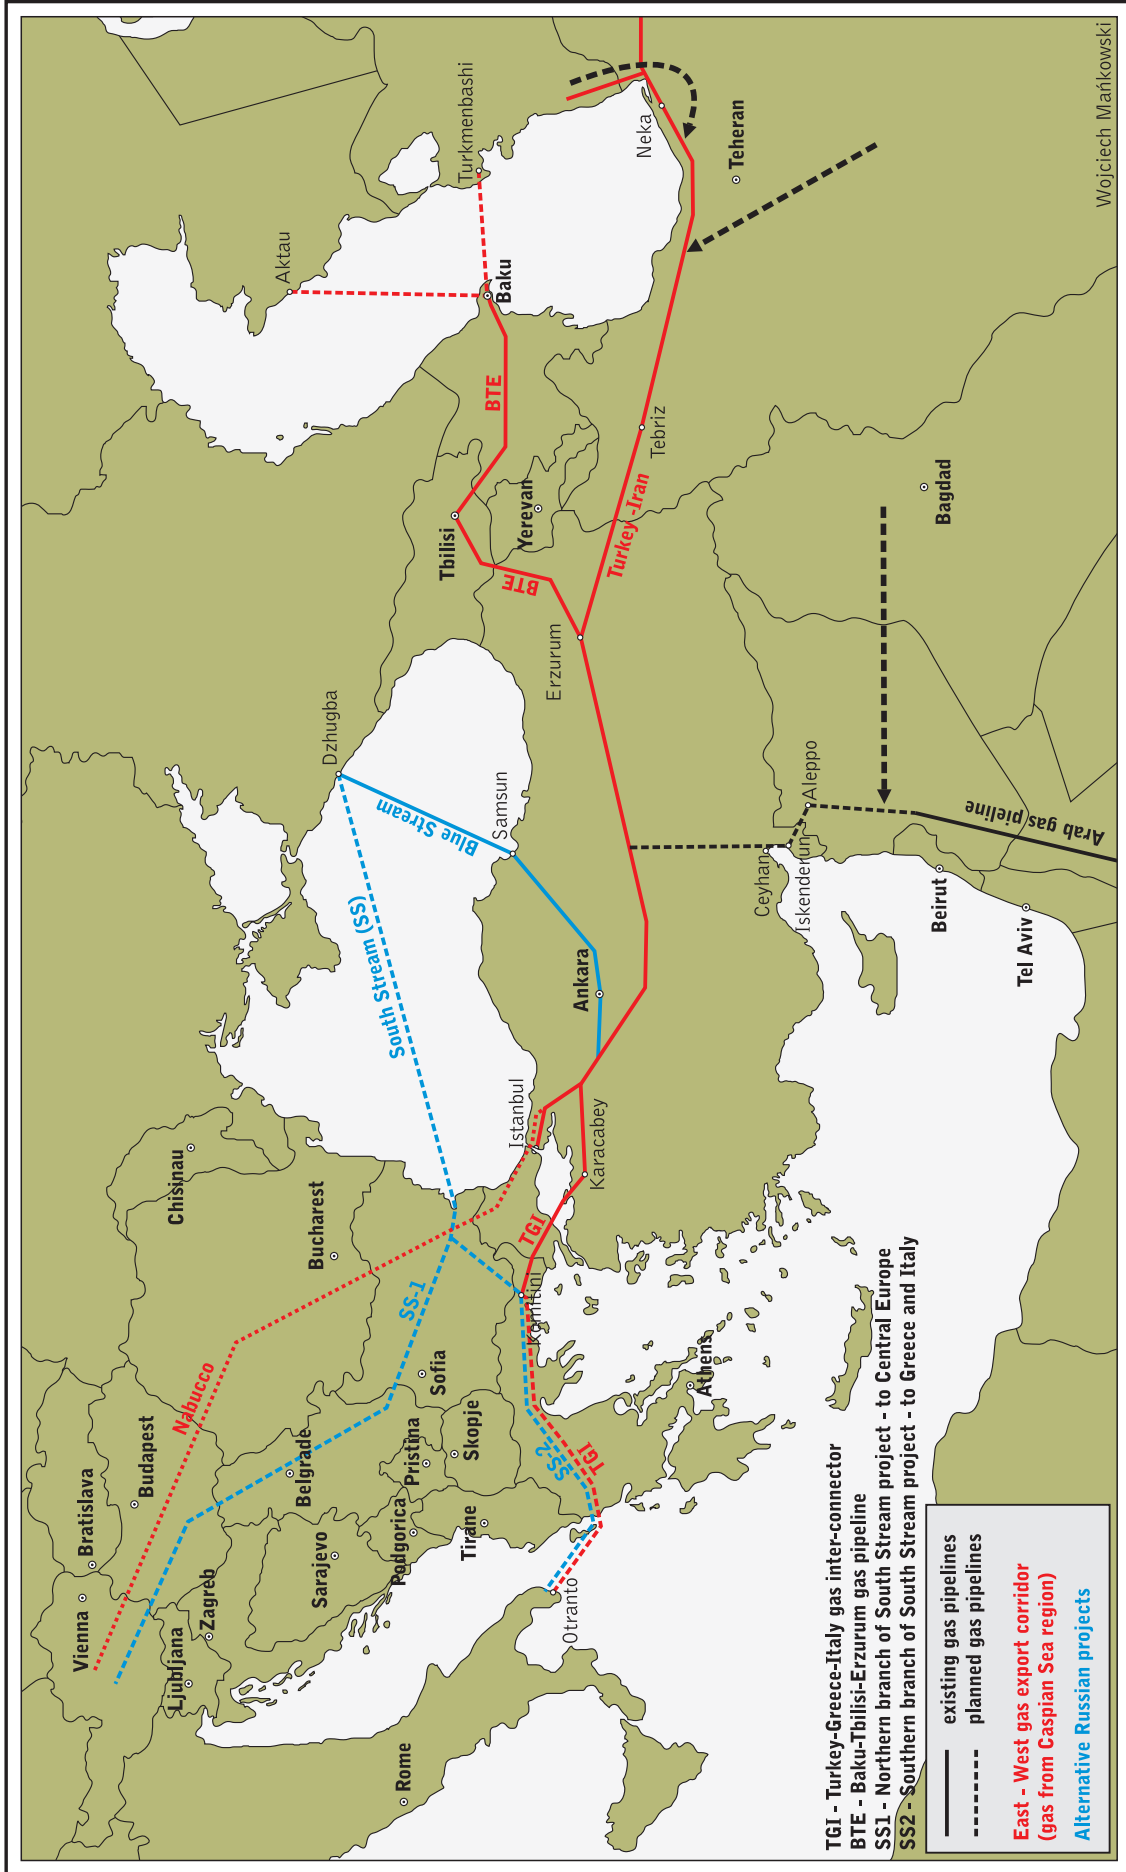 Vienna
Bratislava
Budapest
Ljubljana
Zagreb
Nabucco
Chisinau
Bucharest
Belgrade
Sarajevo
Podgorica
Pristina
Skopje
Sofia
Tirane
SS-1
SS-2
TGI
TGI
Rome
Otranto
Komitini
Athens
Istanbul
Karacabey
South Stream (SS)
Blue Stream
Dzhugba
Samsun
Ankara
Erzurum
BTE
BTE
Tbilisi
Yerevan
Baku
Aktau
Turkmenbashi
Neka
Teheran
Tebriz
Turkey-Iran
Bagdad
Ceyhan
Iskenderun
Aleppo
Beirut
Tel Aviv
Arab gas pieline
Wojciech Mańkowski
TGI - Turkey-Greece-Italy gas inter-connector
BTE - Baku-Tbilisi-Erzurum gas pipeline
SS1 - Northern branch of South Stream project - to Central Europe
SS2 - Southern branch of South Stream project - to Greece and Italy
existing gas pipelines
planned gas pipelines
East - West gas export corridor
(gas from Caspian Sea region)
Alternative Russian projects